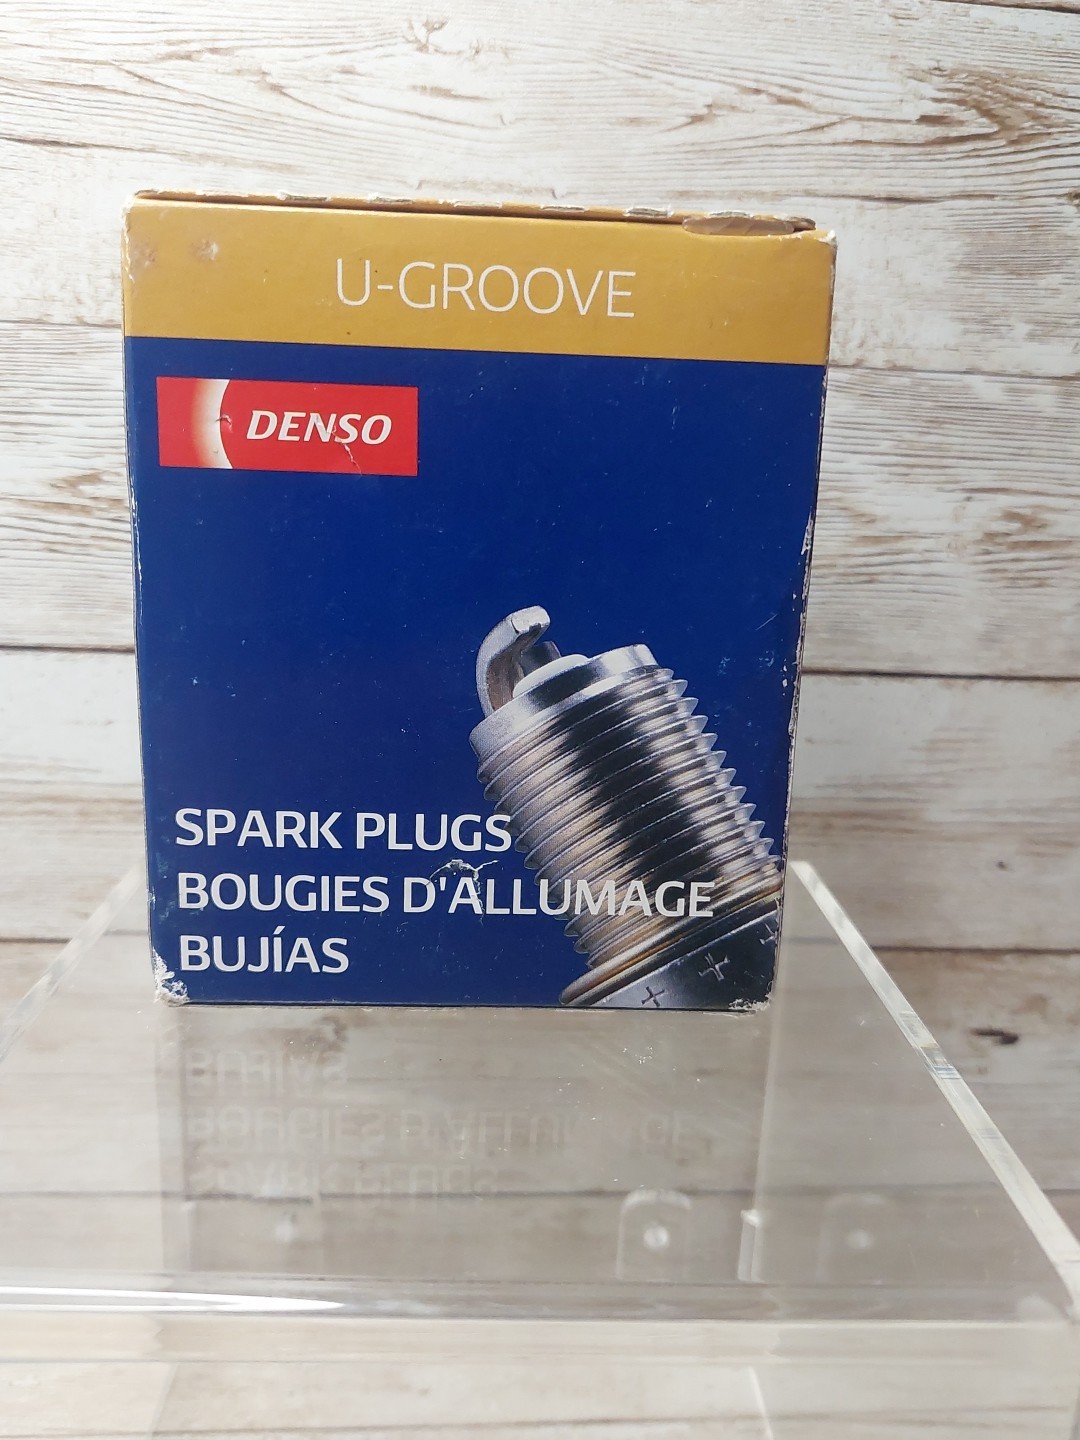 U-GROOVE
DENSO
SPARK PLUGS
BOUGIES D'ALLUMAGE
BUJÍAS